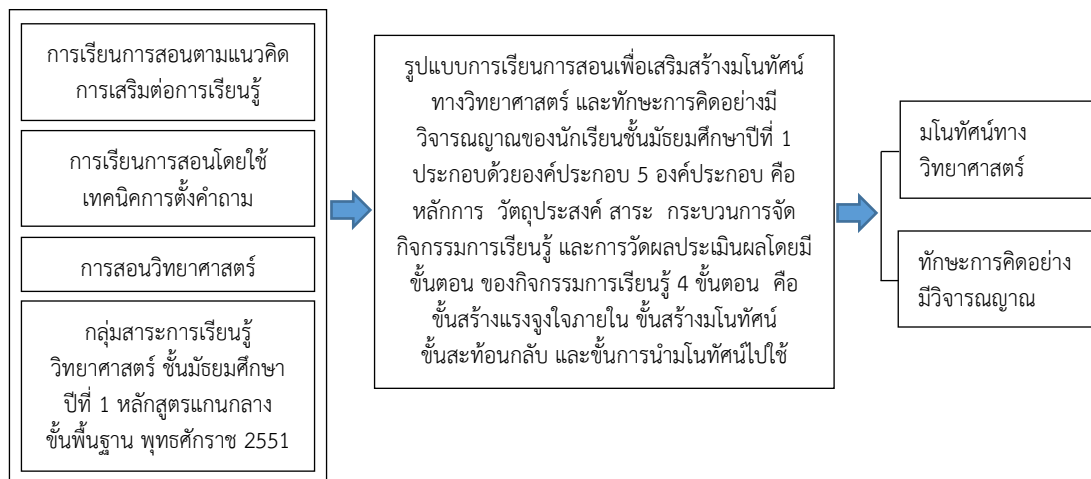 การเรียนการสอนตามแนวคิด
การเสริมต่อการเรียนรู้
การเรียนการสอนโดยใช้
เทคนิคการตั้งคำถาม
การสอนวิทยาศาสตร์
กลุ่มสาระการเรียนรู้
วิทยาศาสตร์ ชั้นมัธยมศึกษา
ปีที่ 1 หลักสูตรแกนกลาง
ขั้นพื้นฐาน พุทธศักราช 2551
รูปแบบการเรียนการสอนเพื่อเสริมสร้างมโนทัศน์
ทางวิทยาศาสตร์ และทักษะการคิดอย่างมี
วิจารณญาณของนักเรียนชั้นมัธยมศึกษาปีที่ 1
ประกอบด้วยองค์ประกอบ 5 องค์ประกอบ คือ
หลักการ วัตถุประสงค์ สาระ กระบวนการจัด
กิจกรรมการเรียนรู้ และการวัดผลประเมินผลโดยมี
ขั้นตอน ของกิจกรรมการเรียนรู้ 4 ขั้นตอน คือ
ขั้นสร้างแรงจูงใจภายใน ขั้นสร้างมโนทัศน์
ขั้นสะท้อนกลับ และขั้นการนำมโนทัศน์ไปใช้
มโนทัศน์ทาง
วิทยาศาสตร์
ทักษะการคิดอย่าง
มีวิจารณญาณ